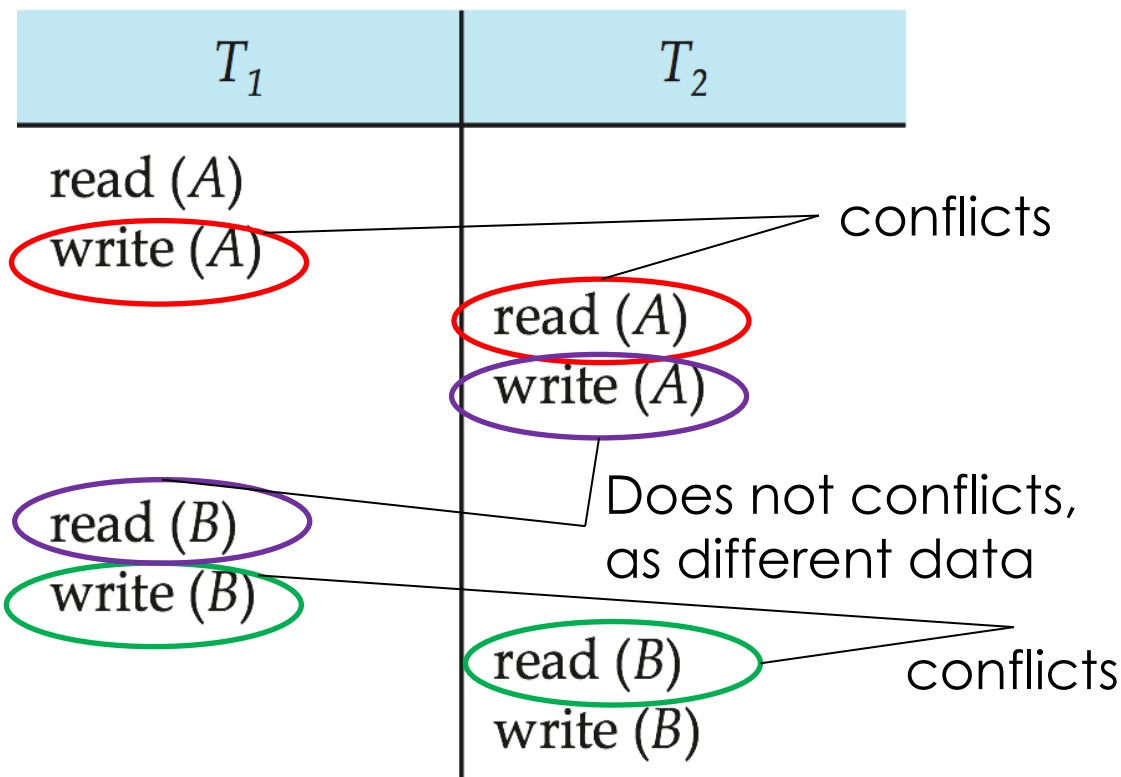 T1 T2
read (A)
write (A)
conflicts
read (A)
write (A)
Does not conflicts,
as different data
read (B)
write (B)
read (B)
conflicts
write (B)